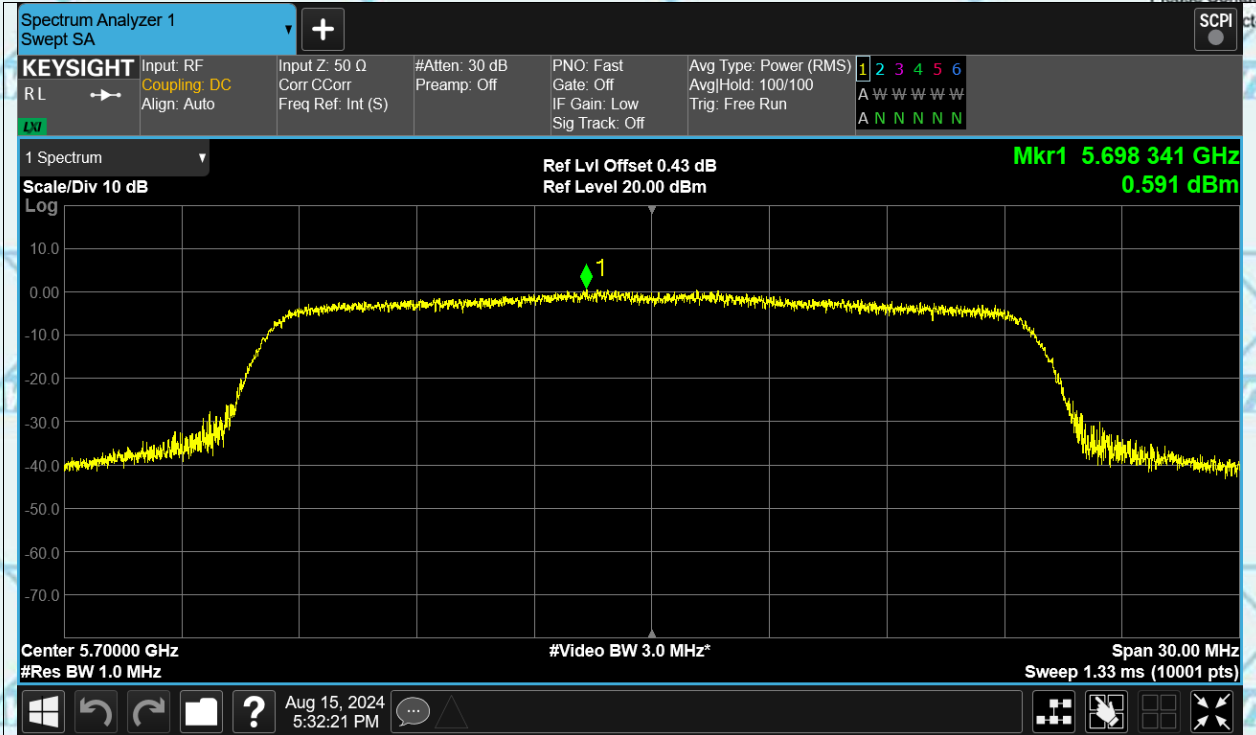 Spectrum Analyzer 1
Swept SA
SCPI
KEYSIGHT
R L
LXI
Input: RF
Coupling: DC
Align: Auto
Input Z: 50 Ω
Corr CCorr
Freq Ref: Int (S)
#Atten: 30 dB
Preamp: Off
PNO: Fast
Gate: Off
IF Gain: Low
Sig Track: Off
Avg Type: Power (RMS)
Avg|Hold: 100/100
Trig: Free Run
1 2 3 4 5 6
A W W W W W
A N N N N N
1 Spectrum
Scale/Div 10 dB
Log
Ref Lvl Offset 0.43 dB
Ref Level 20.00 dBm
Mkr1 5.698 341 GHz
0.591 dBm
1
10.0
0.00
-10.0
-20.0
-30.0
-40.0
-50.0
-60.0
-70.0
Center 5.70000 GHz
#Video BW 3.0 MHz*
Span 30.00 MHz
#Res BW 1.0 MHz
Sweep 1.33 ms (10001 pts)
?
Aug 15, 2024
5:32:21 PM